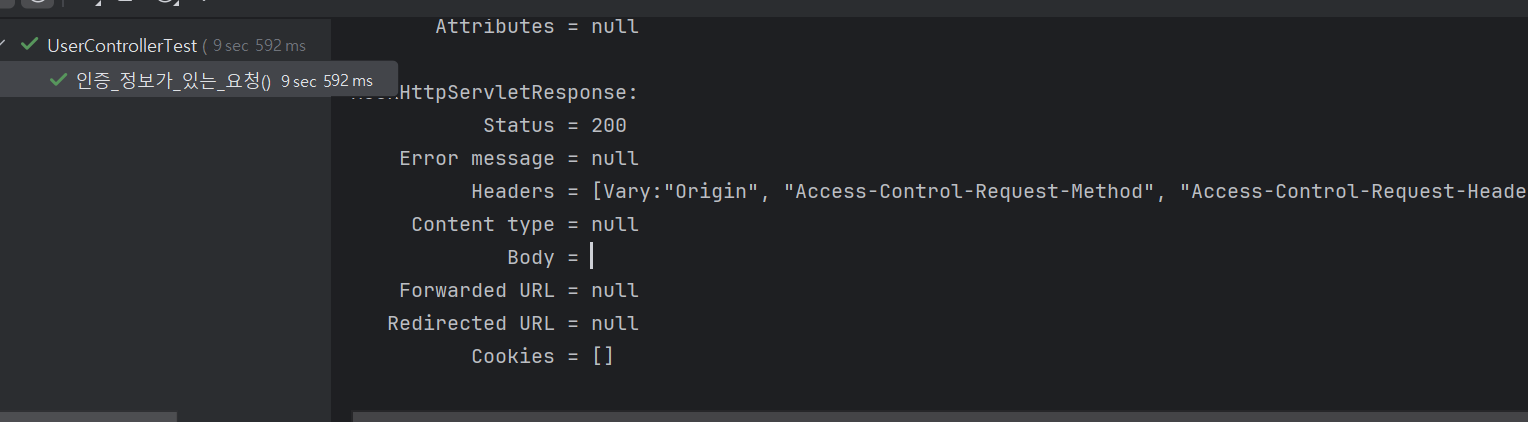 Attributes = null
UserControllerTest ( 9 sec 592 ms
인증_정보가_있는_요청() 9 sec 592 ms
HttpServletResponse:
Status = 200
Error message = null
Headers = [Vary:"Origin", "Access-Control-Request-Method", "Access-Control-Request-Heade
Content type = null
Body =
Forwarded URL = null
Redirected URL = null
Cookies = []